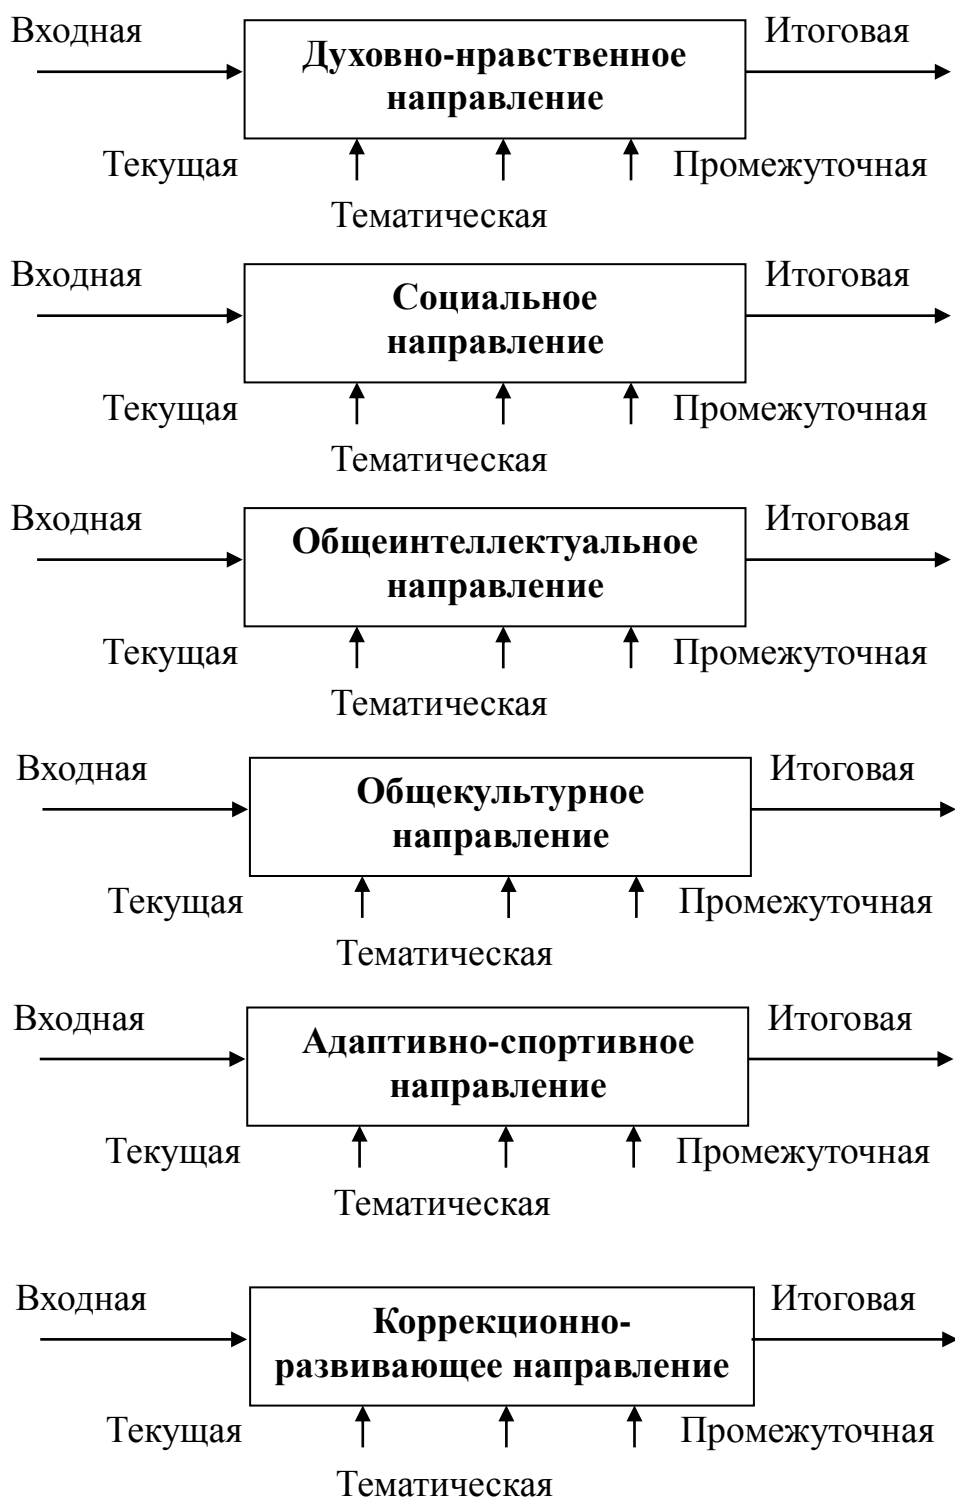 Входная
Итоговая
Духовно-нравственное
направление
Текущая
Промежуточная
Тематическая
Входная
Итоговая
Социальное
направление
Текущая
Промежуточная
Тематическая
Входная
Итоговая
Общеинтеллектуальное
направление
Текущая
Промежуточная
Тематическая
Входная
Итоговая
Общекультурное
направление
Текущая
Промежуточная
Тематическая
Входная
Итоговая
Адаптивно-спортивное
направление
Текущая
Промежуточная
Тематическая
Входная
Итоговая
Коррекционно-
развивающее направление
Текущая
Промежуточная
Тематическая